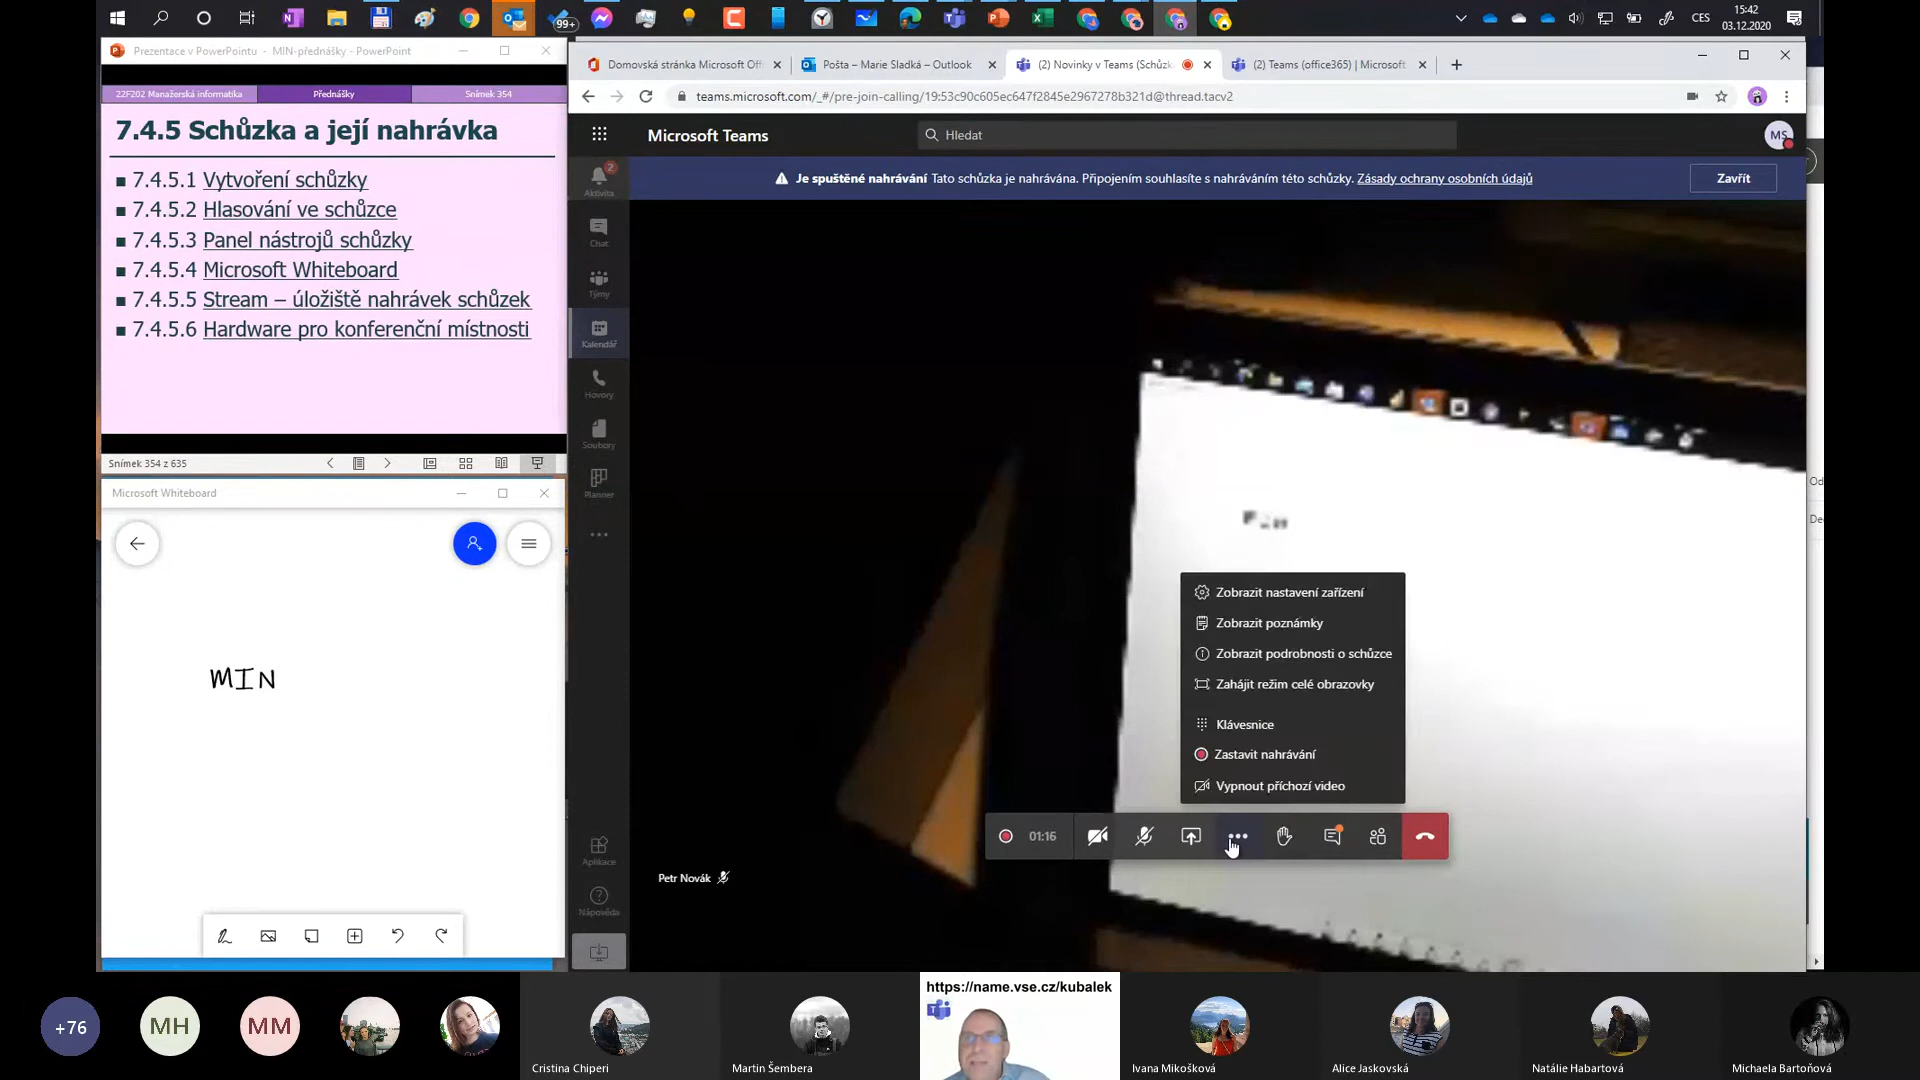 99+
CES
15:42
03.12.2020
Prezentace v PowerPointu - MIN-přednášky - PowerPoint
22F202 Manažerská informatika
Přednášky
Snímek 354
7.4.5 Schůzka a její nahrávka
7.4.5.1 Vytvoření schůzky
7.4.5.2 Hlasování ve schůzce
7.4.5.3 Panel nástrojů schůzky
7.4.5.4 Microsoft Whiteboard
7.4.5.5 Stream – úložiště nahrávek schůzek
7.4.5.6 Hardware pro konferenční místnosti
Snímek 354 z 635
Microsoft Whiteboard
MIN
Domovská stránka Microsoft Off
Pošta – Marie Sladká – Outlook
(2) Novinky v Teams (Schůzk
(2) Teams (office365) | Microsoft
teams.microsoft.com/_#/pre-join-calling/19:53c90c605ec647f2845e2967278b321d@thread.tacv2
Microsoft Teams
Hledat
MS
Je spuštěné nahrávání Tato schůzka je nahrávána. Připojením souhlasíte s nahráváním této schůzky. Zásady ochrany osobních údajů
Zavřít
2
Aktivita
Chat
Týmy
Kalendář
Hovory
Soubory
Planner
Aplikace
Nápověda
Zobrazit nastavení zařízení
Zobrazit poznámky
Zobrazit podrobnosti o schůzce
Zahájit režim celé obrazovky
Klávesnice
Zastavit nahrávání
Vypnout příchozí video
01:16
Petr Novák
Od
+76
MH
MM
Cristina Chiperi
Martin Šembera
https://name.vse.cz/kubalek
Ivana Mikošková
Alice Jaskovská
Natálie Habartová
Michaela Bartoňová